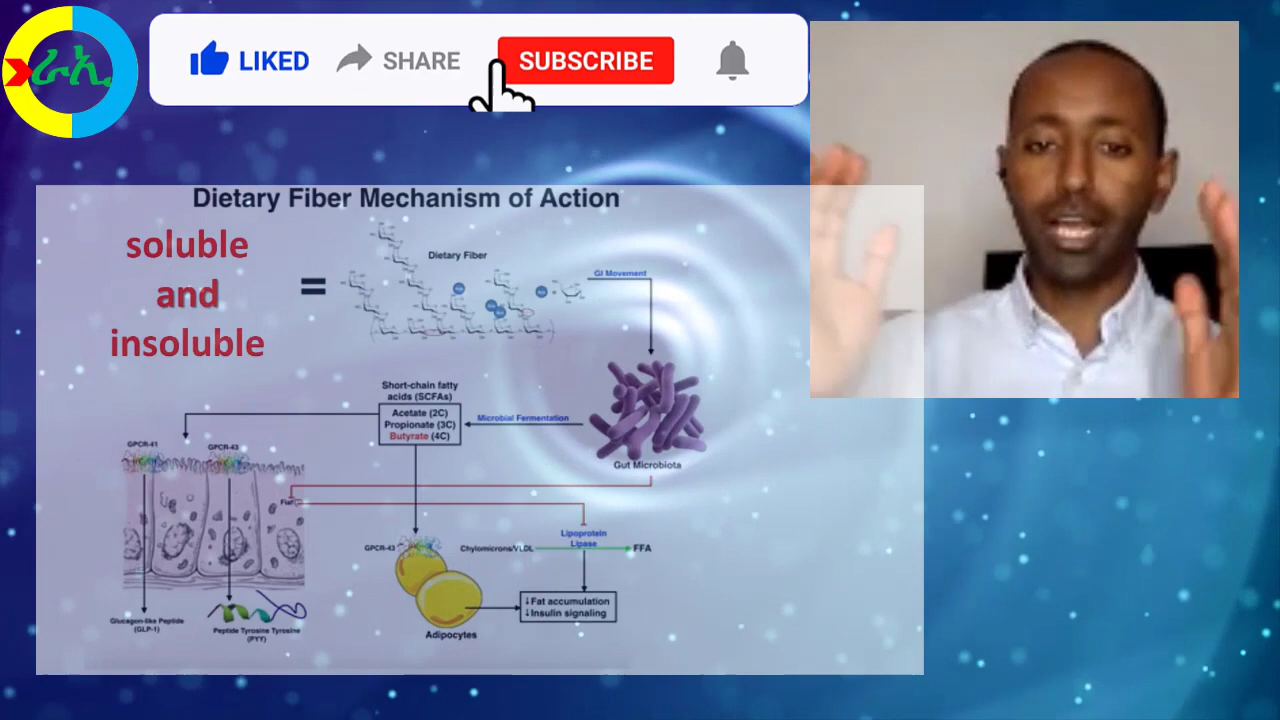 ራኢ
LIKED
SHARE
SUBSCRIBE
Dietary Fiber Mechanism of Action
soluble
and
insoluble
=
Dietary Fiber
GI Movement
Short-chain fatty
acids (SCFAs)
Acetate (2C)
Propionate (3C)
Butyrate (4C)
Microbial Fermentation
Gut Microbiota
GPCR-41
GPCR-43
Fiaf
Lipoprotein
Lipase
GPCR-43
Chylomicrons/VLDL
FFA
↓Fat accumulation
↓Insulin signaling
Glucagon-like Peptide
(GLP-1)
Peptide Tyrosine Tyrosine
(PYY)
Adipocytes